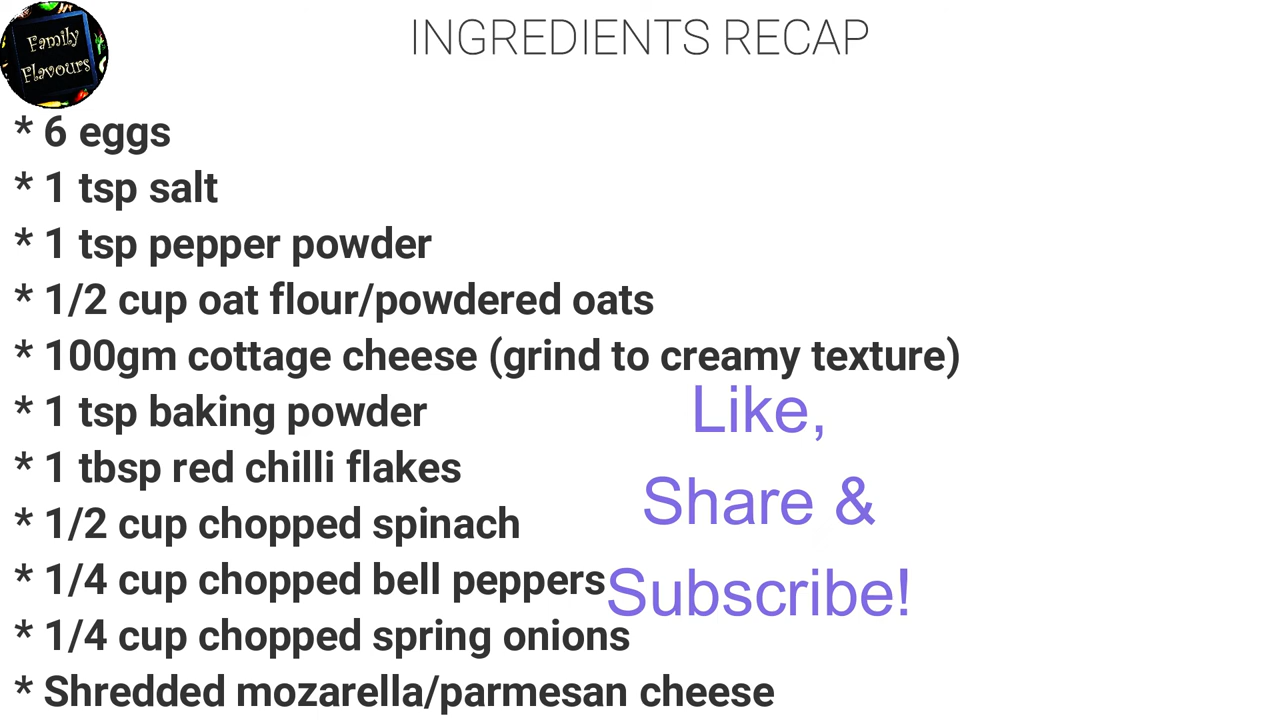 Family
Flavours
INGREDIENTS RECAP
* 6 eggs
* 1 tsp salt
* 1 tsp pepper powder
* 1/2 cup oat flour/powdered oats
* 100gm cottage cheese (grind to creamy texture)
* 1 tsp baking powder
* 1 tbsp red chilli flakes
* 1/2 cup chopped spinach
* 1/4 cup chopped bell peppers
* 1/4 cup chopped spring onions
* Shredded mozarella/parmesan cheese
Like,
Share &
Subscribe!